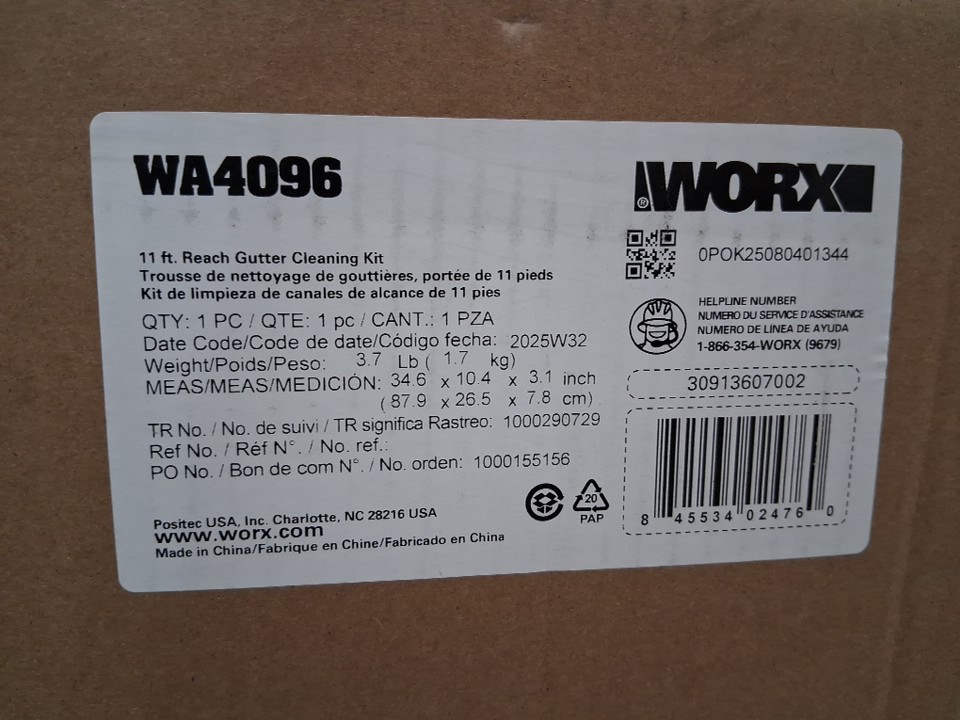 WA4096
WORX
®
11 ft. Reach Gutter Cleaning Kit
Trousse de nettoyage de gouttières, portée de 11 pieds
Kit de limpieza de canales de alcance de 11 pies
0POK25080401344
QTY: 1 PC / QTE: 1 pc / CANT.: 1 PZA
Date Code/Code de date/Código fecha: 2025W32
Weight/Poids/Peso: 3.7 Lb ( 1.7 kg)
MEAS/MEAS/MEDICIÓN: 34.6 x 10.4 x 3.1 inch
( 87.9 x 26.5 x 7.8 cm)
TR No. / No. de suivi / TR significa Rastreo: 1000290729
Ref No. / Réf N°. / No. ref.:
PO No. / Bon de com N°. / No. orden: 1000155156
HELPLINE NUMBER
NUMERO DU SERVICE D'ASSISTANCE
NÚMERO DE LÍNEA DE AYUDA
1-866-354-WORX (9679)
30913607002
8 45534 02476 0
20
PAP
Positec USA, Inc. Charlotte, NC 28216 USA
www.worx.com
Made in China/Fabrique en Chine/Fabricado en China